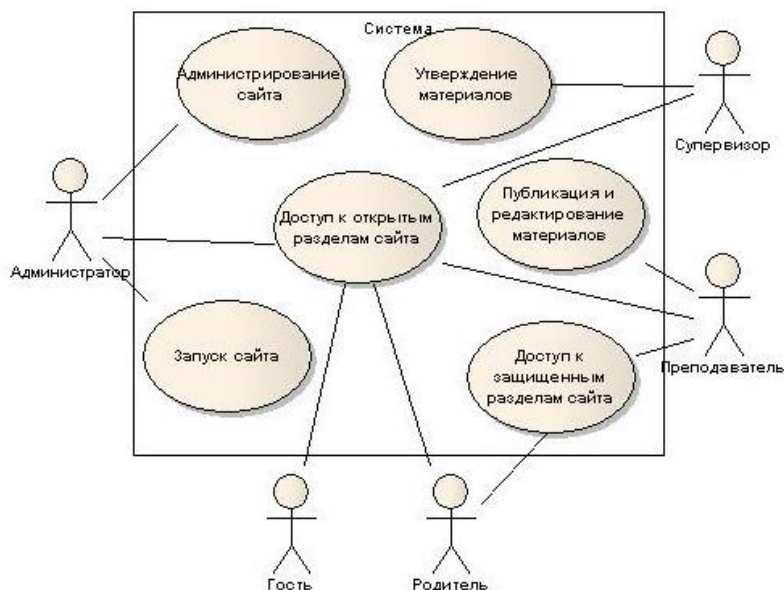 Система
Администрирование
сайта
Утверждение
материалов
Супервизор
Доступ к открытым
разделам сайта
Публикация и
редактирование
материалов
Администратор
Запуск сайта
Доступ к
защищенным
разделам сайта
Преподаватель
Гость
Родитель